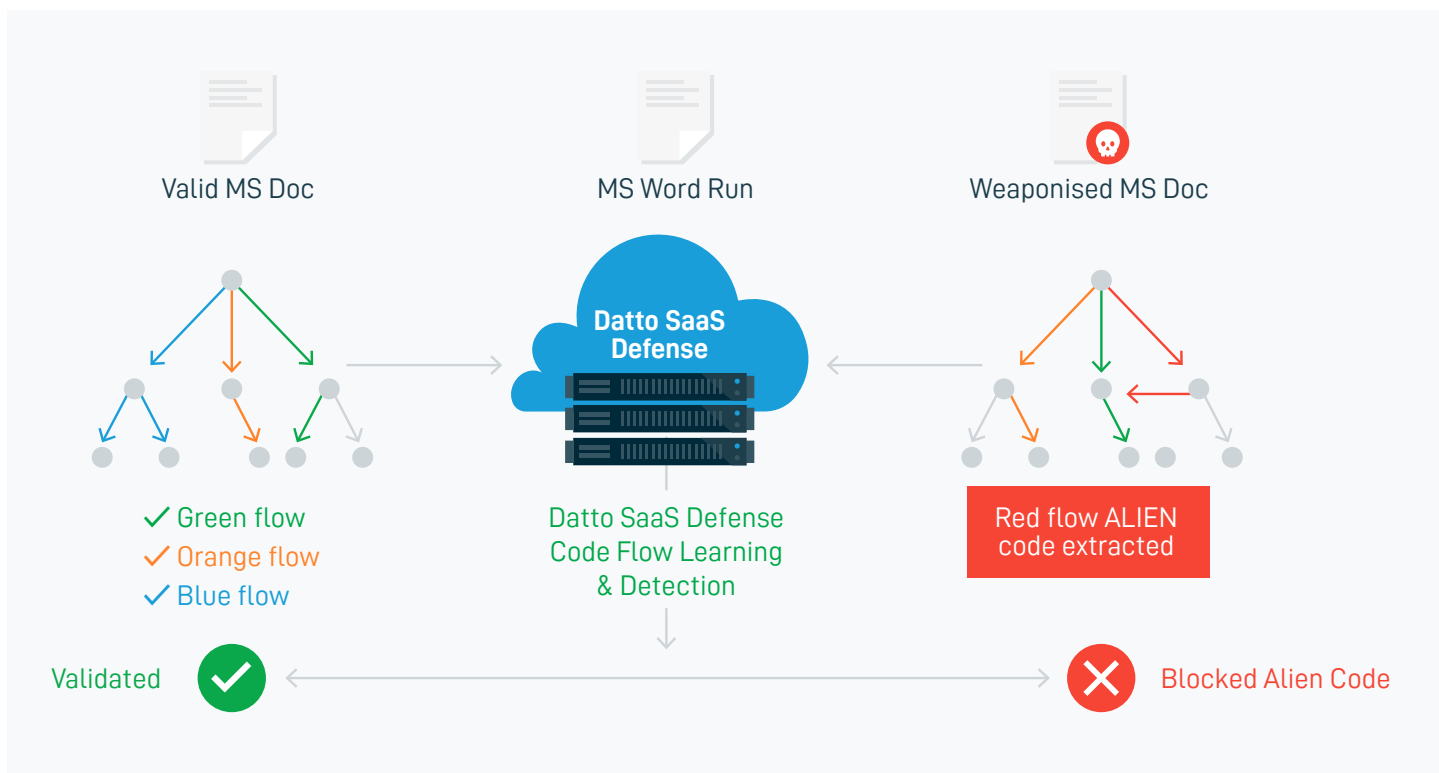 Valid MS Doc
MS Word Run
Weaponised MS Doc
Datto SaaS
Defense
Green flow
Orange flow
Blue flow
Datto SaaS Defense
Code Flow Learning
& Detection
Red flow ALIEN
code extracted
Validated
Blocked Alien Code